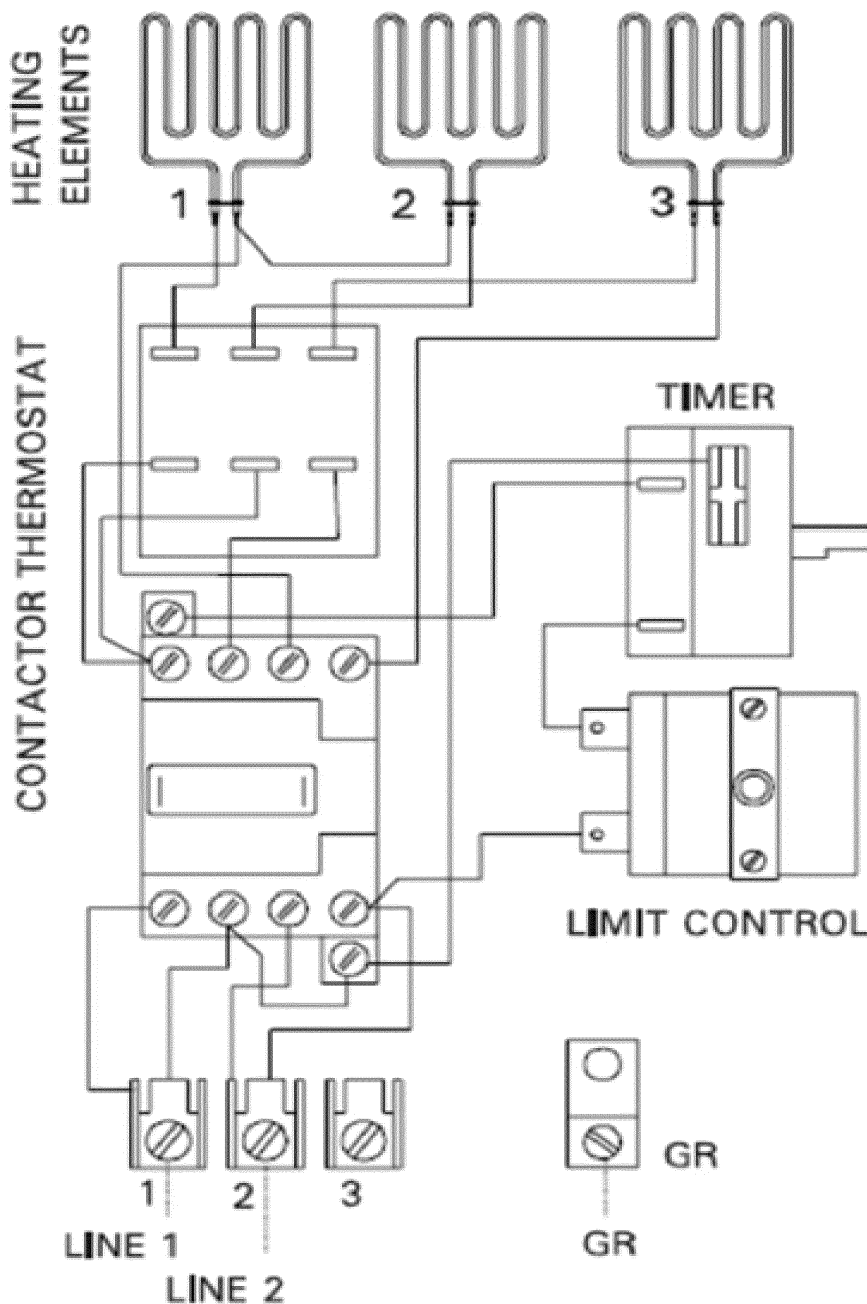 HEATING
ELEMENTS
1
2
3
CONTACTOR THERMOSTAT
TIMER
LIMIT CONTROL
1
2
3
GR
LINE 1
GR
LINE 2